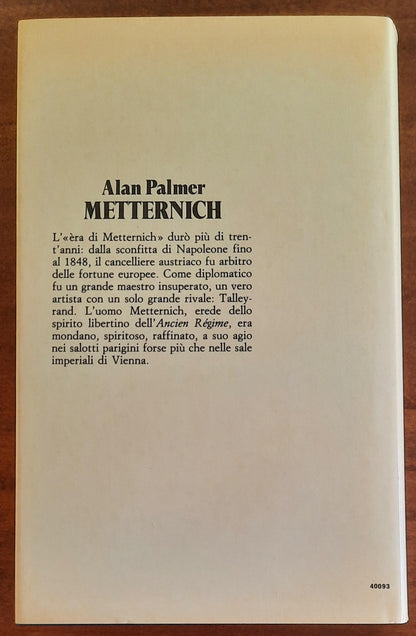 Alan Palmer
METTERNICH
L'«èra di Metternich» durò più di tren-
t'anni: dalla sconfitta di Napoleone fino
al 1848, il cancelliere austriaco fu arbitro
delle fortune europee. Come diplomatico
fu un grande maestro insuperato, un vero
artista con un solo grande rivale: Talley-
rand. L'uomo Metternich, erede dello
spirito libertino dell'Ancien Régime, era
mondano, spiritoso, raffinato, a suo agio
nei salotti parigini forse più che nelle sale
imperiali di Vienna.
40093